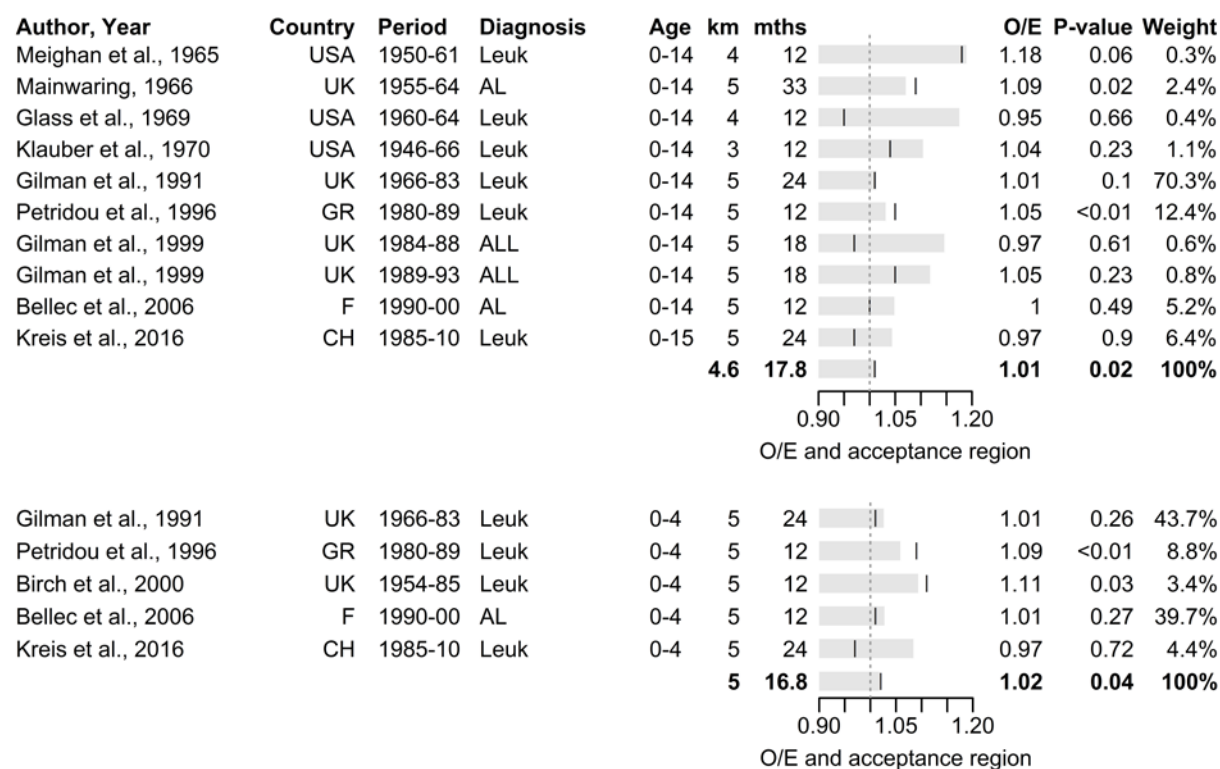 Author, Year Country Period Diagnosis Age km mths O/E P-value Weight
Meighan et al., 1965 USA 1950-61 Leuk 0-14 4 12 1.18 0.06 0.3%
Mainwaring, 1966 UK 1955-64 AL 0-14 5 33 1.09 0.02 2.4%
Glass et al., 1969 USA 1960-64 Leuk 0-14 4 12 0.95 0.66 0.4%
Klauber et al., 1970 USA 1946-66 Leuk 0-14 3 12 1.04 0.23 1.1%
Gilman et al., 1991 UK 1966-83 Leuk 0-14 5 24 1.01 0.1 70.3%
Petridou et al., 1996 GR 1980-89 Leuk 0-14 5 12 1.05 <0.01 12.4%
Gilman et al., 1999 UK 1984-88 ALL 0-14 5 18 0.97 0.61 0.6%
Gilman et al., 1999 UK 1989-93 ALL 0-14 5 18 1.05 0.23 0.8%
Bellec et al., 2006 F 1990-00 AL 0-14 5 12 1 0.49 5.2%
Kreis et al., 2016 CH 1985-10 Leuk 0-15 5 24 0.97 0.9 6.4%
4.6 17.8 1.01 0.02 100%
0.90 1.05 1.20
O/E and acceptance region
Gilman et al., 1991 UK 1966-83 Leuk 0-4 5 24 1.01 0.26 43.7%
Petridou et al., 1996 GR 1980-89 Leuk 0-4 5 12 1.09 <0.01 8.8%
Birch et al., 2000 UK 1954-85 Leuk 0-4 5 12 1.11 0.03 3.4%
Bellec et al., 2006 F 1990-00 AL 0-4 5 12 1.01 0.27 39.7%
Kreis et al., 2016 CH 1985-10 Leuk 0-4 5 24 0.97 0.72 4.4%
5 16.8 1.02 0.04 100%
0.90 1.05 1.20
O/E and acceptance region